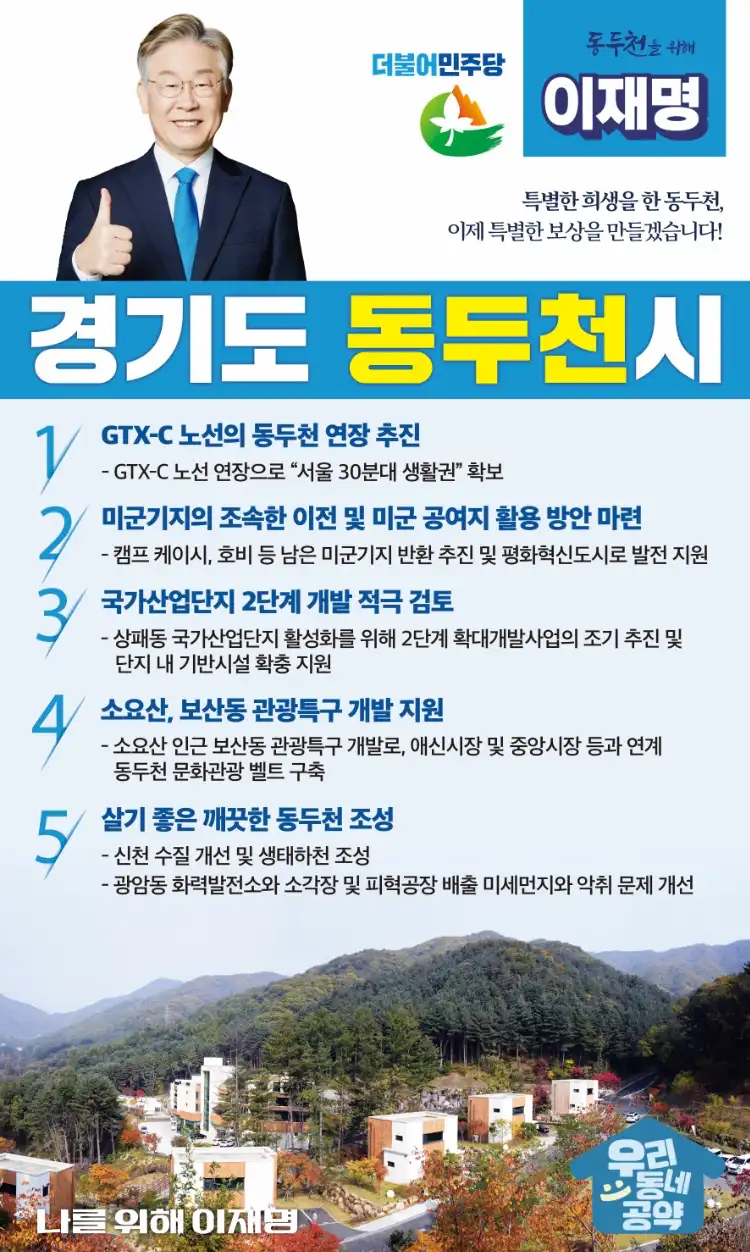 더불어민주당
동두천을 위해
이재명
특별한 희생을 한 동두천,
이제 특별한 보상을 만들겠습니다!
경기도 동두천시
1 GTX-C 노선의 동두천 연장 추진
- GTX-C 노선 연장으로 “서울 30분대 생활권” 확보
2 미군기지의 조속한 이전 및 미군 공여지 활용 방안 마련
- 캠프 케이시, 호비 등 남은 미군기지 반환 추진 및 평화혁신도시로 발전 지원
3 국가산업단지 2단계 개발 적극 검토
- 상패동 국가산업단지 활성화를 위해 2단계 확대개발사업의 조기 추진 및
단지 내 기반시설 확충 지원
4 소요산, 보산동 관광특구 개발 지원
- 소요산 인근 보산동 관광특구 개발로, 애신시장 및 중앙시장 등과 연계
동두천 문화관광 벨트 구축
5 살기 좋은 깨끗한 동두천 조성
- 신천 수질 개선 및 생태하천 조성
- 광암동 화력발전소와 소각장 및 피혁공장 배출 미세먼지와 악취 문제 개선
나를 위해 이재명
우리
동네
공약